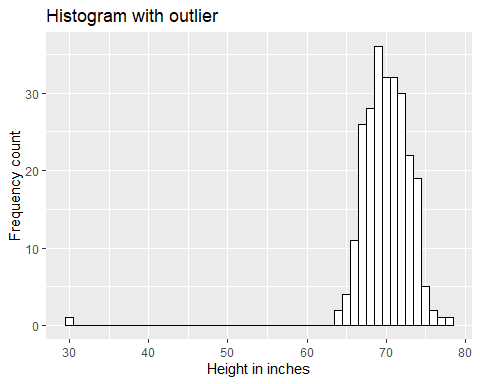 Histogram with outlier
Frequency count
30
20
10
0
30 40 50 60 70 80
Height in inches